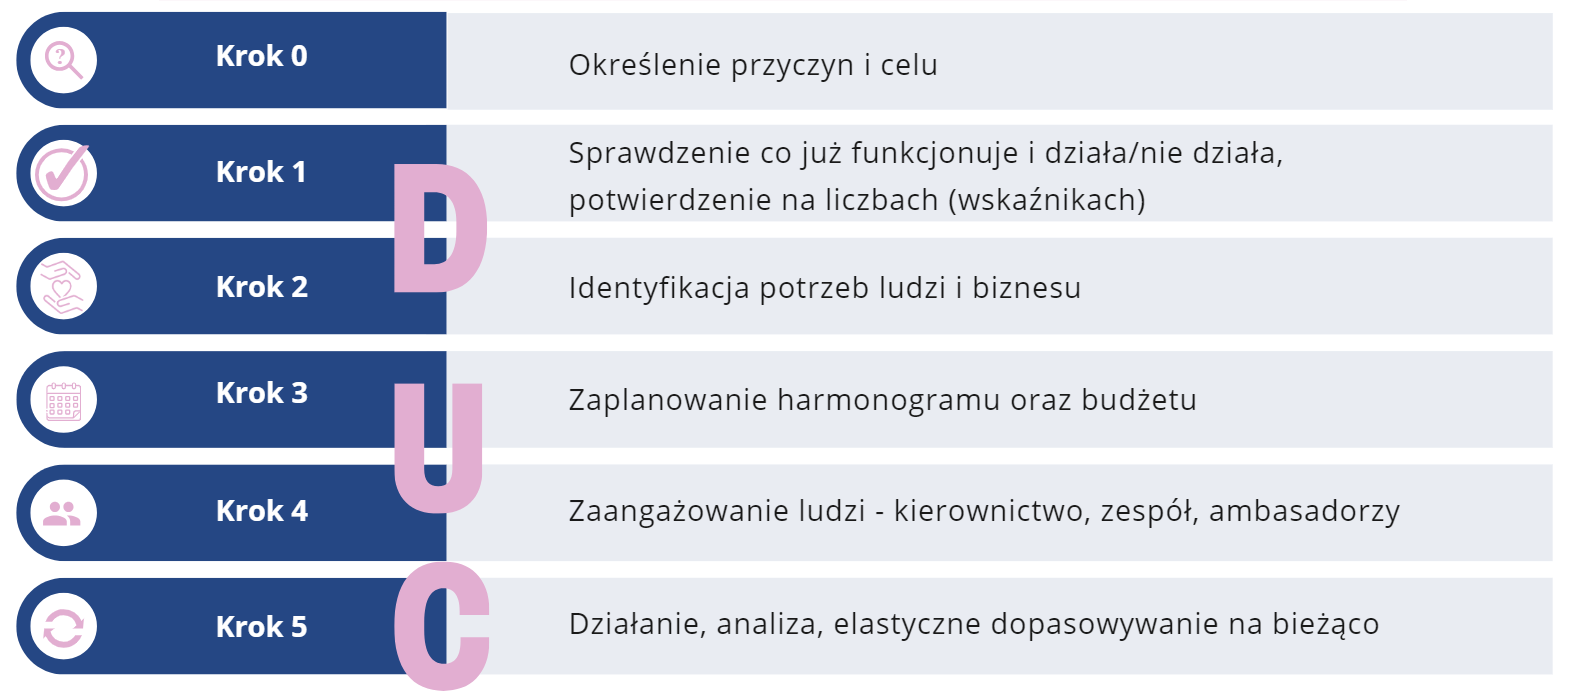 Krok 0
Określenie przyczyn i celu
Krok 1
Sprawdzenie co już funkcjonuje i działa/nie działa,
potwierdzenie na liczbach (wskaźnikach)
D
Krok 2
Identyfikacja potrzeb ludzi i biznesu
Krok 3
Zaplanowanie harmonogramu oraz budżetu
U
Krok 4
Zaangażowanie ludzi - kierownictwo, zespół, ambasadorzy
C
Krok 5
Działanie, analiza, elastyczne dopasowywanie na bieżąco
?